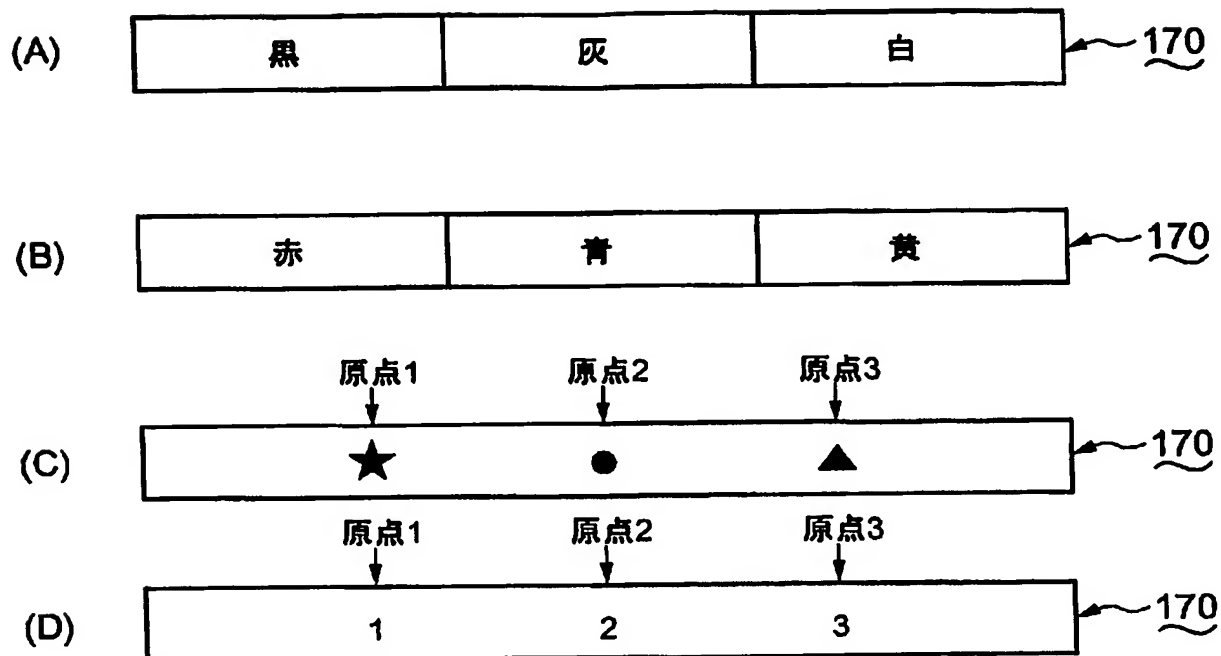 (A) 黒 灰 白 170
(B) 赤 青 黄 170
原点1 原点2 原点3
(C) ★ ● ▲ 170
原点1 原点2 原点3
(D) 1 2 3 170